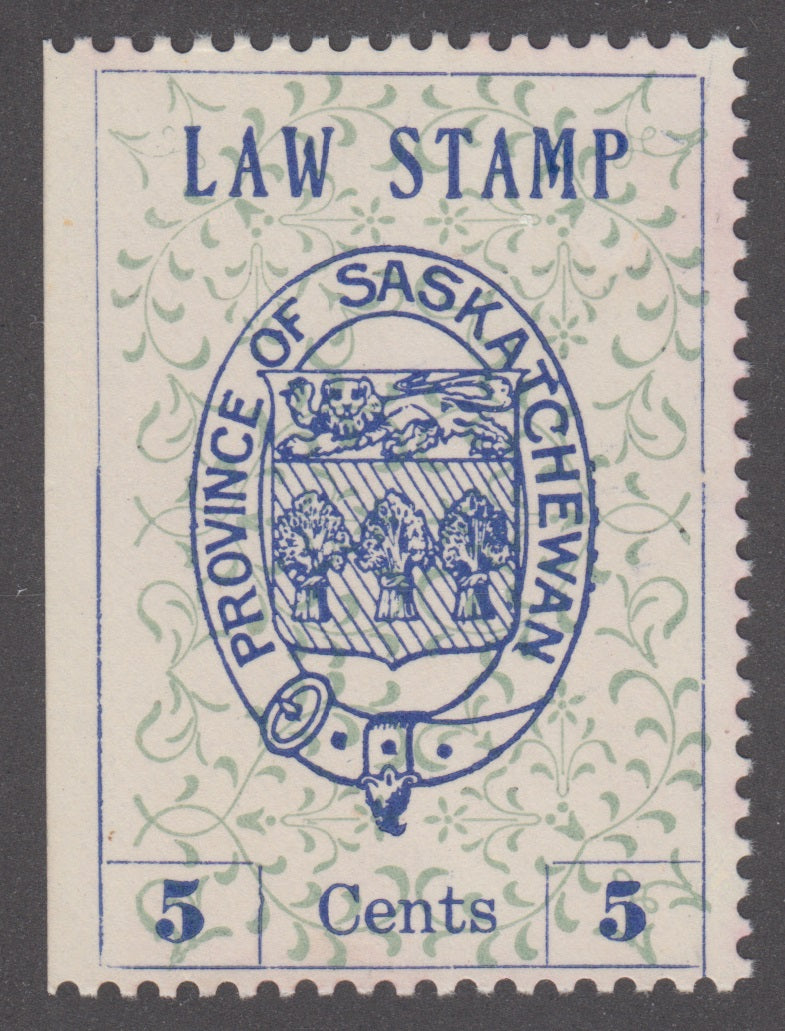 LAW STAMP
PROVINCE OF SASKATCHEWAN
5 Cents 5